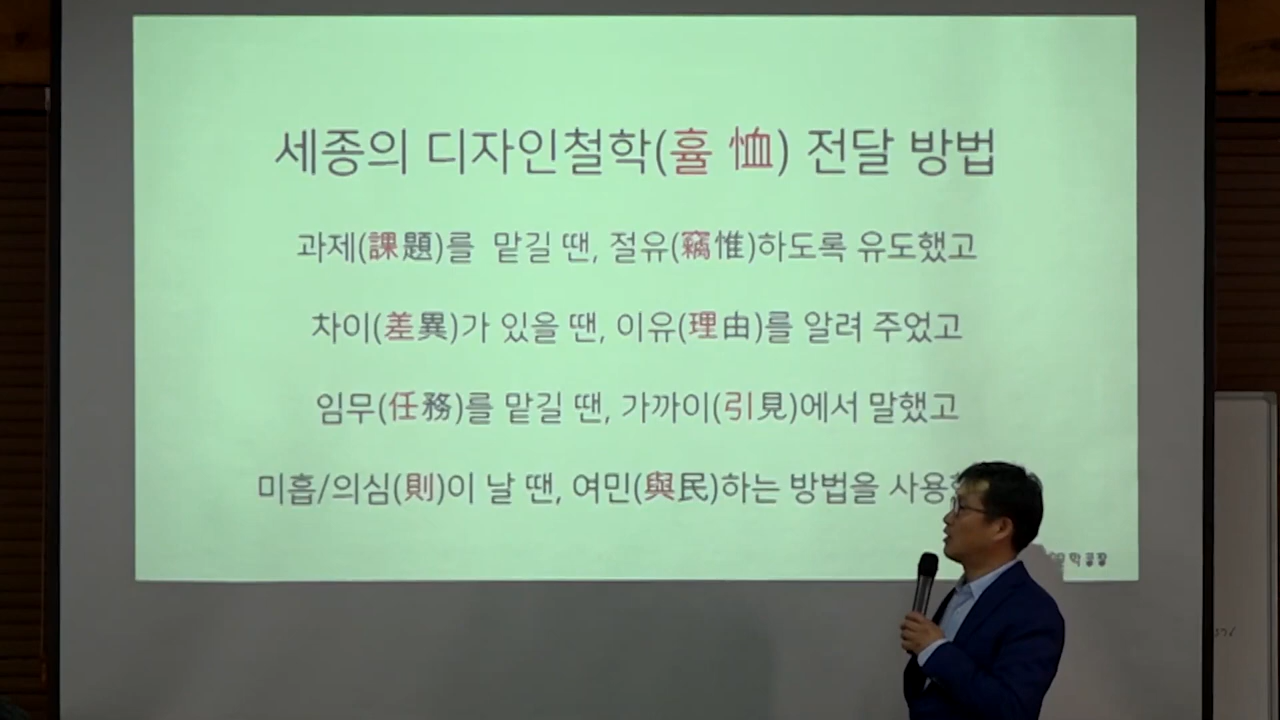 세종의 디자인철학(휼 恤) 전달 방법
과제(課題)를 맡길 땐, 절유(竊惟)하도록 유도했고
차이(差異)가 있을 땐, 이유(理由)를 알려 주었고
임무(任務)를 맡길 땐, 가까이(引見)에서 말했고
미흡/의심(則)이 날 땐, 여민(與民)하는 방법을